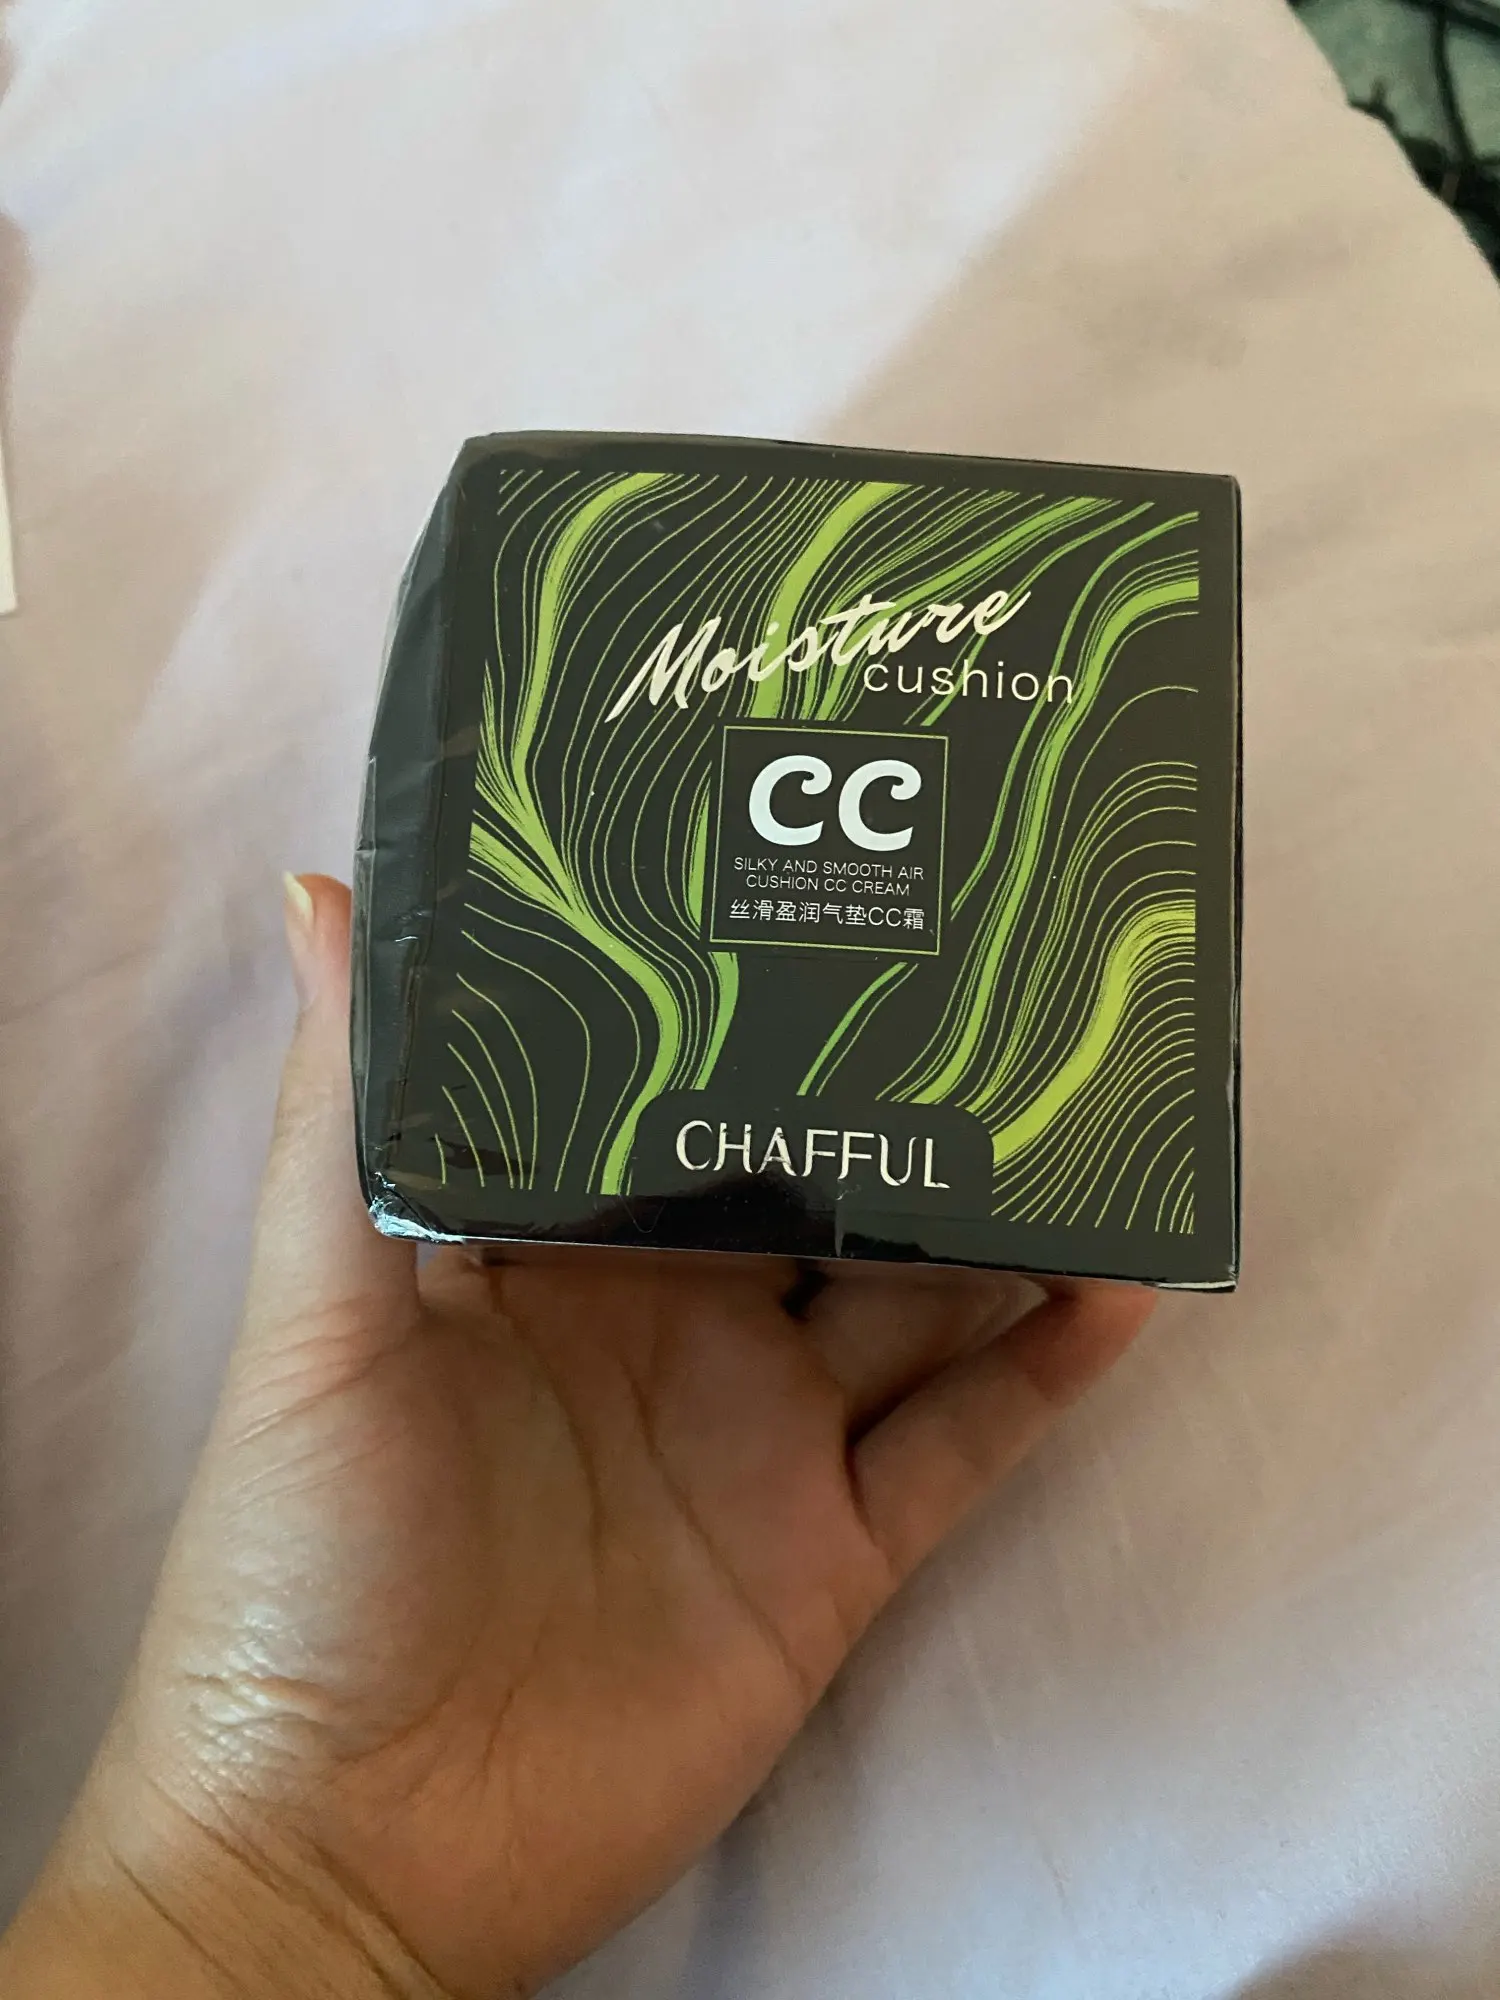 Moisture
cushion
CC
SILKY AND SMOOTH AIR
CUSHION CC CREAM
丝滑盈润气垫CC霜
CHAFFUL